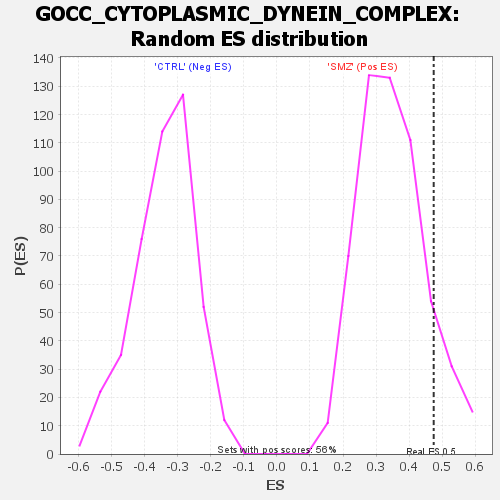 GOCC_CYTOPLASMIC_DYNEIN_COMPLEX:
Random ES distribution
'CTRL' (Neg ES)
'SMZ' (Pos ES)
P(ES)
140
130
120
110
100
90
80
70
60
50
40
30
20
10
0
Sets with pos scores: 56%
Real ES 0.5
-0.6 -0.5 -0.4 -0.3 -0.2 -0.1 0.0 0.1 0.2 0.3 0.4 0.5 0.6
ES